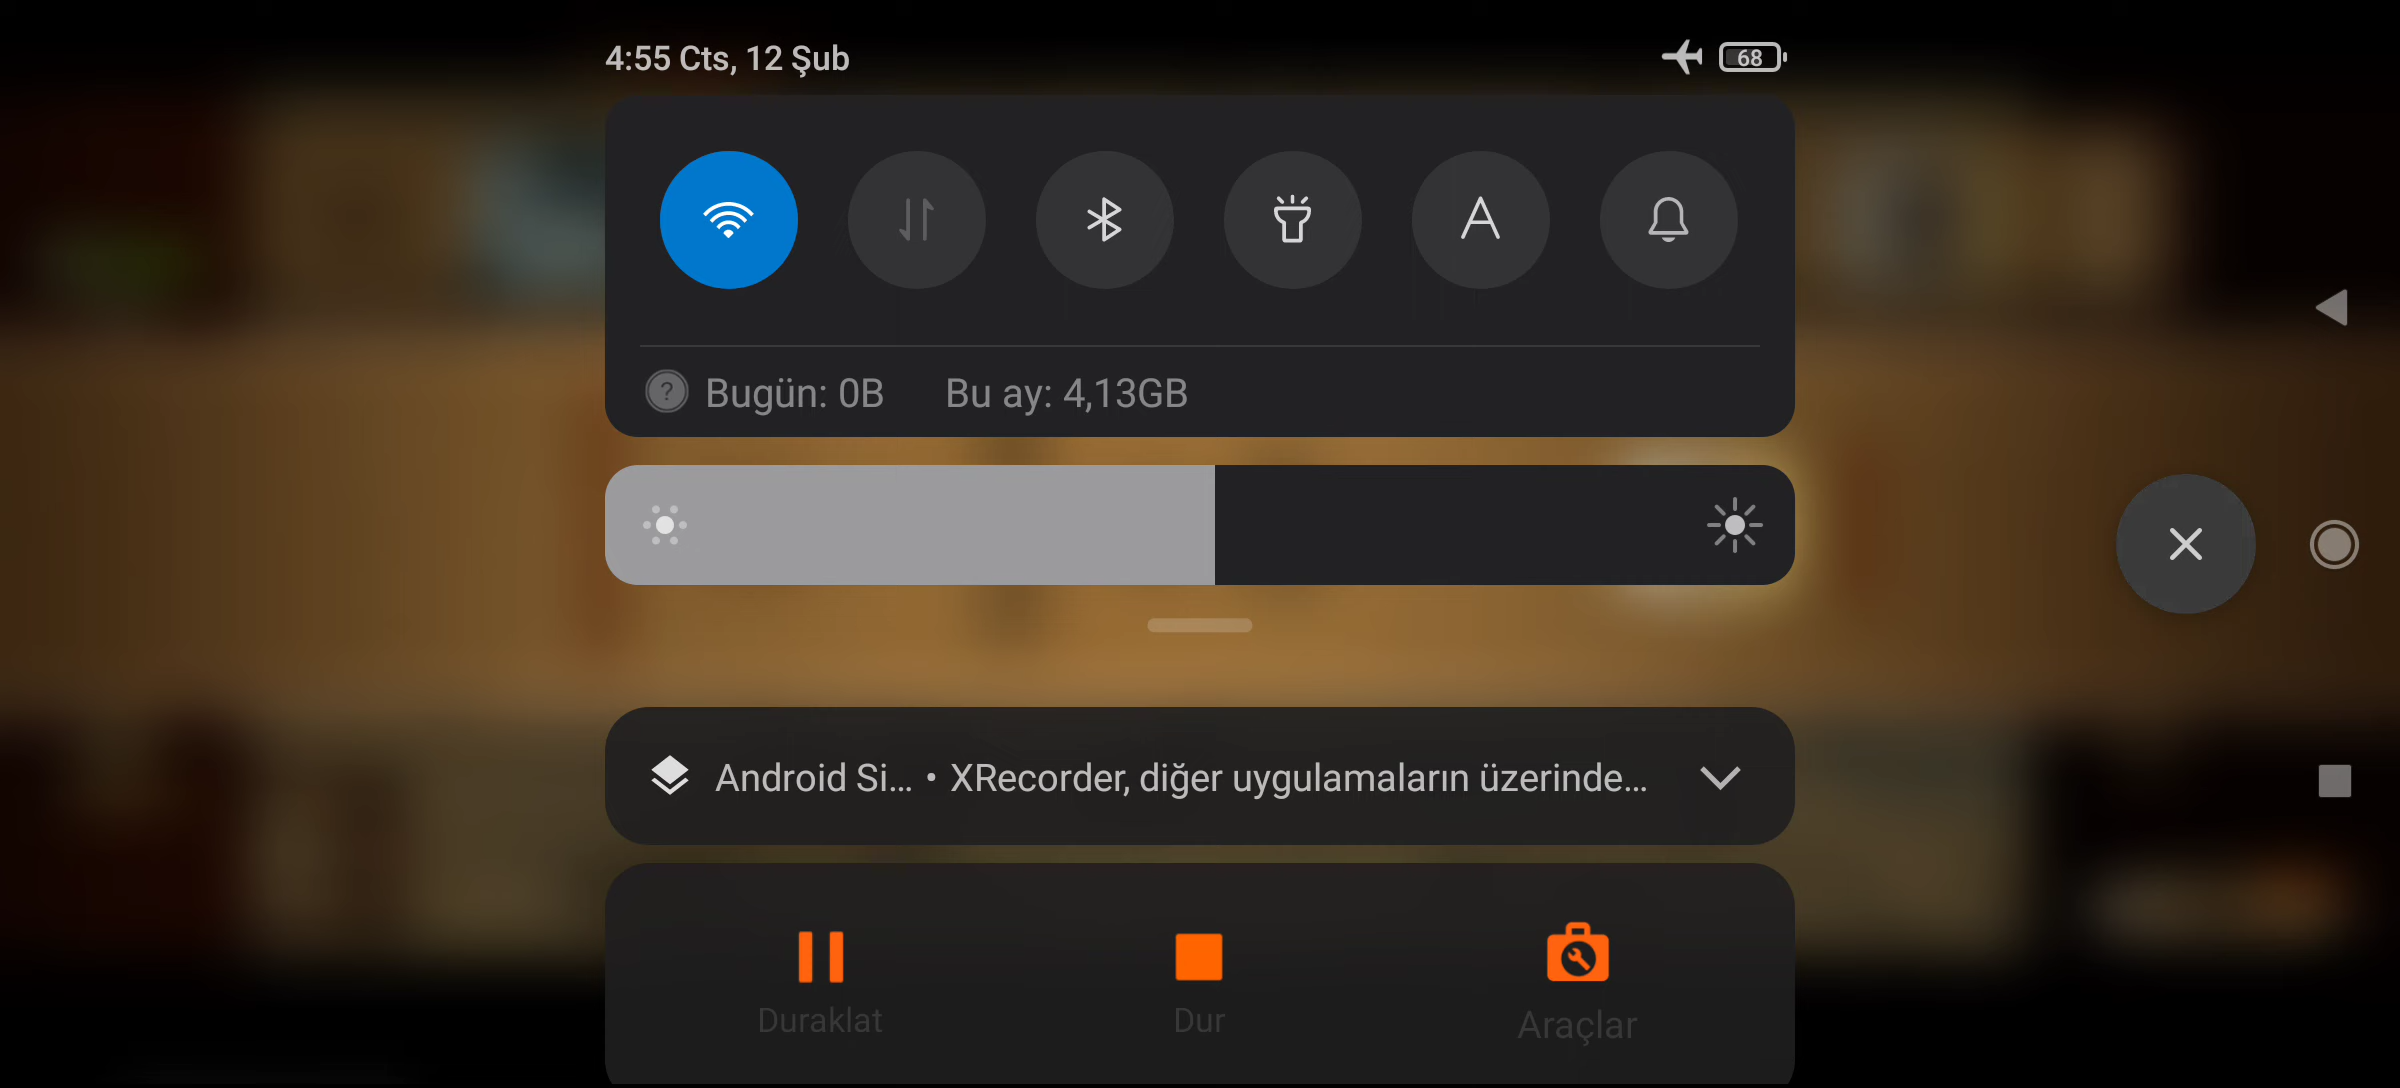 4:55 Cts, 12 Şub
68
A
? Bugün: 0B Bu ay: 4,13GB
Android Si... • XRecorder, diğer uygulamaların üzerinde...
Duraklat Dur Araçlar